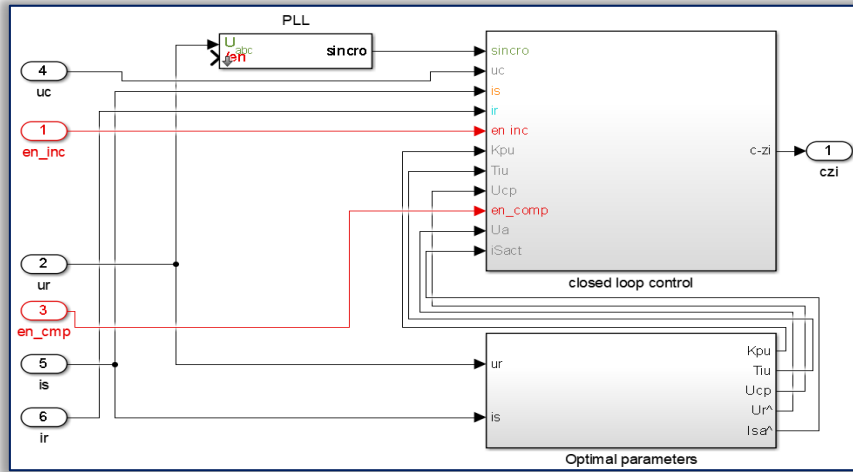 PLL
U abc
/en
sincro
4
uc
1
en_inc
2
ur
3
en_cmp
5
is
6
ir
sincro
uc
is
ir
en inc
Kpu
Tiu
Ucp
en_comp
Ua
iSact
c-zi
closed loop control
1
czi
ur
is
Kpu
Tiu
Ucp
Ur^
Isa^
Optimal parameters